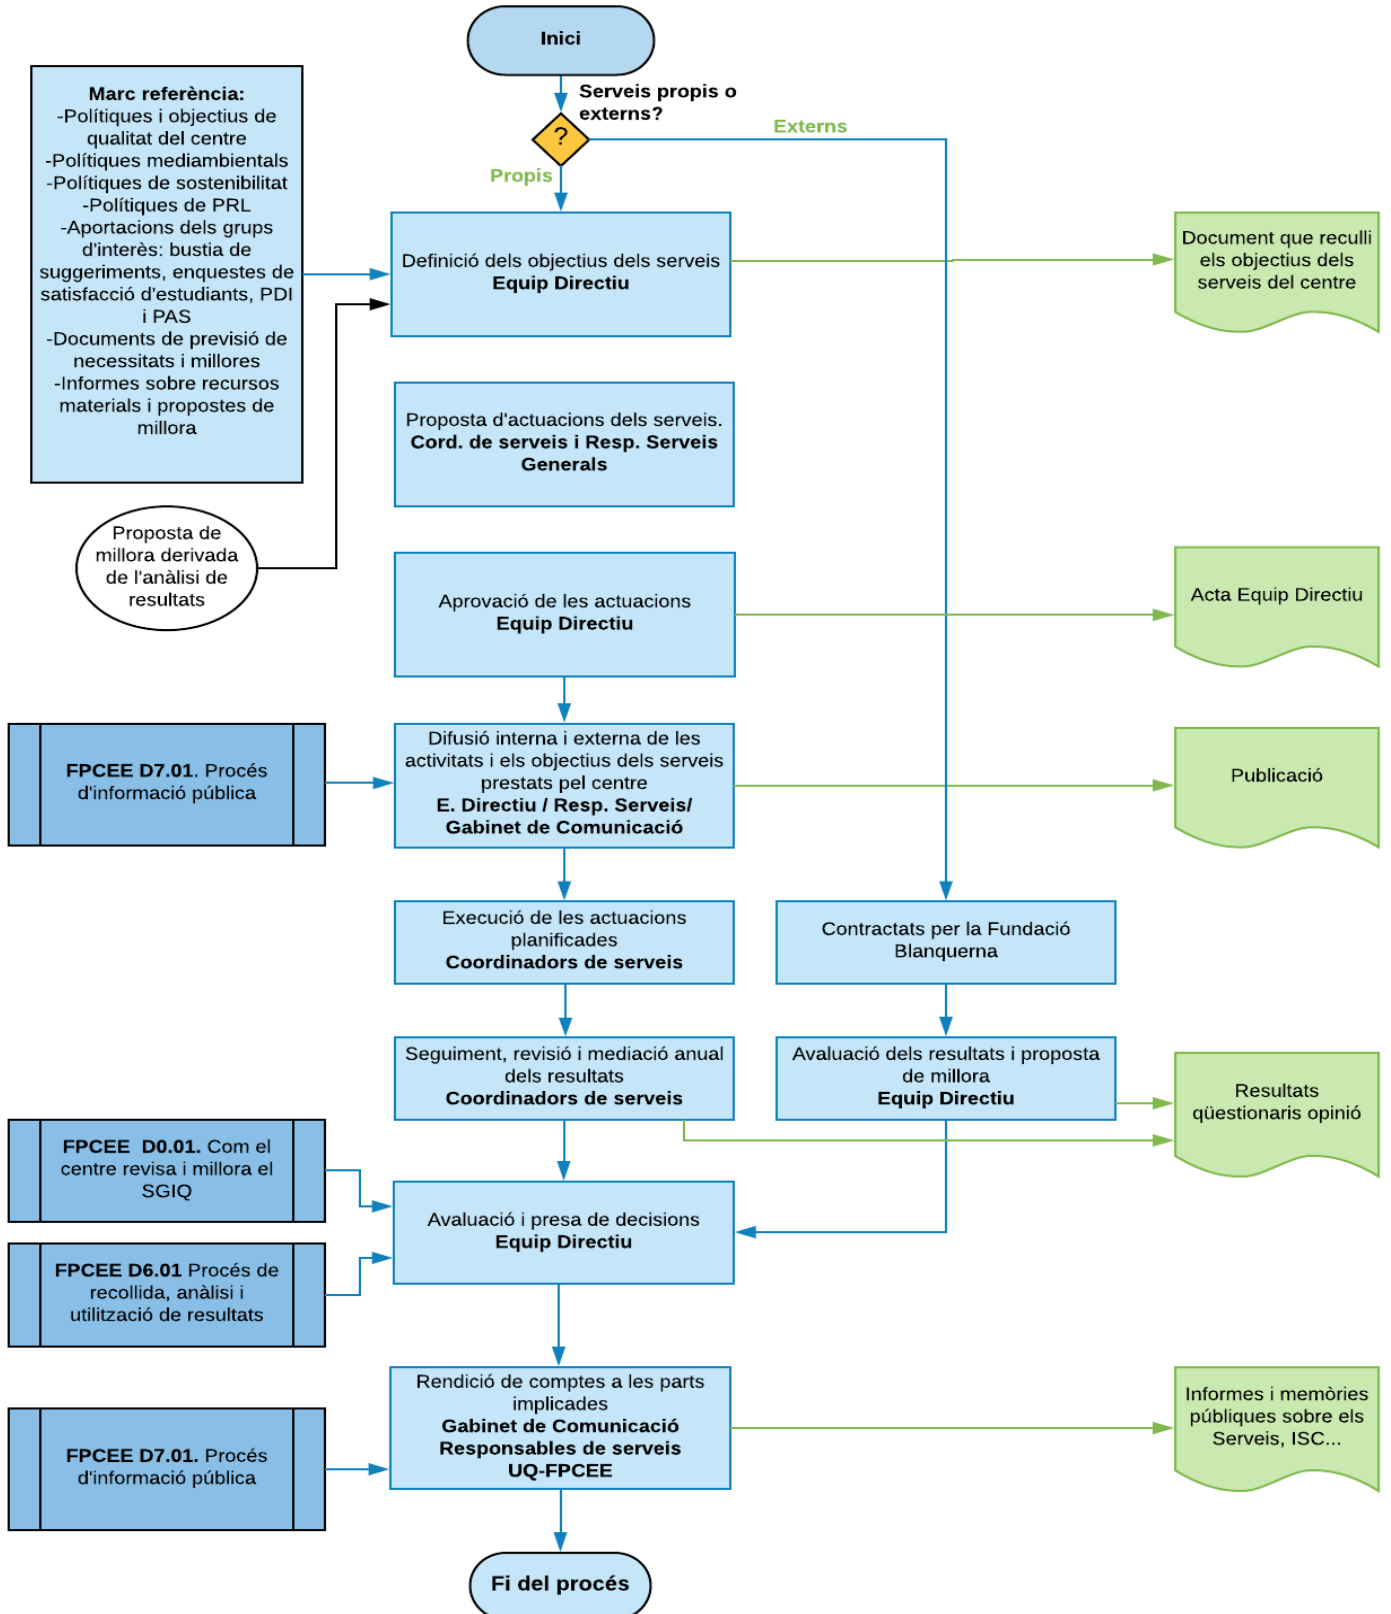 Inici
Serveis propis o
externs?
?
Externs
Propis
Marc referència:
-Polítiques i objectius de
qualitat del centre
-Polítiques mediambientals
-Polítiques de sostenibilitat
-Polítiques de PRL
-Aportacions dels grups
d'interès: bustia de
suggeriments, enquestes de
satisfacció d'estudiants, PDI
i PAS
-Documents de previsió de
necessitats i millores
-Informes sobre recursos
materials i propostes de
millora
Definició dels objectius dels serveis
Equip Directiu
Document que reculli
els objectius dels
serveis del centre
Proposta d'actuacions dels serveis.
Cord. de serveis i Resp. Serveis
Generals
Proposta de
millora derivada
de l'anàlisi de
resultats
Aprovació de les actuacions
Equip Directiu
Acta Equip Directiu
FPCEE D7.01. Procés
d'informació pública
Difusió interna i externa de les
activitats i els objectius dels serveis
prestats pel centre
E. Directiu / Resp. Serveis/
Gabinet de Comunicació
Publicació
Execució de les actuacions
planificades
Coordinadors de serveis
Contractats per la Fundació
Blanquerna
Seguiment, revisió i mediació anual
dels resultats
Coordinadors de serveis
Avaluació dels resultats i proposta
de millora
Equip Directiu
Resultats
qüestionaris opinió
FPCEE  D0.01. Com el
centre revisa i millora el
SGIQ
Avaluació i presa de decisions
Equip Directiu
FPCEE D6.01 Procés de
recollida, anàlisi i
utilització de resultats
Rendició de comptes a les parts
implicades
Gabinet de Comunicació
Responsables de serveis
UQ-FPCEE
Informes i memòries
públiques sobre els
Serveis, ISC...
FPCEE D7.01. Procés
d'informació pública
Fi del procés